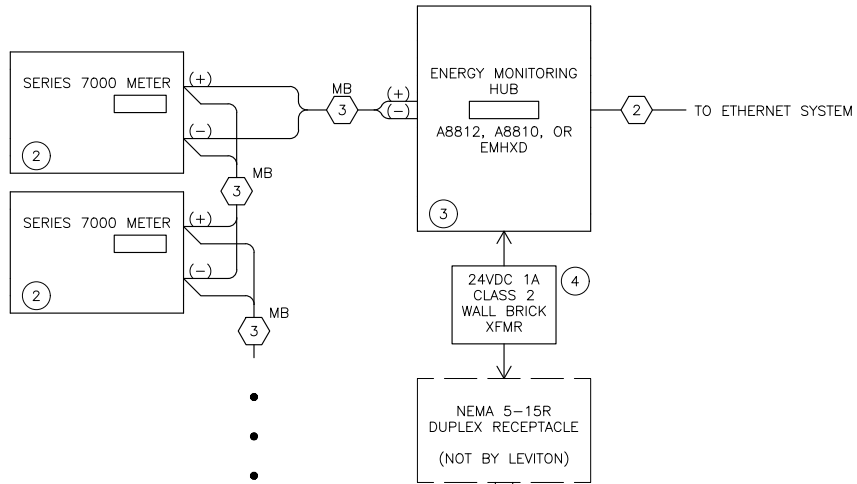 SERIES 7000 METER
(+)
(-)
2
MB
3
(+)
(-)
ENERGY MONITORING
HUB
A8812, A8810, OR
EMHXD
3
2
TO ETHERNET SYSTEM
MB
3
SERIES 7000 METER
(+)
(-)
2
MB
3
24VDC 1A
CLASS 2
WALL BRICK
XFMR
4
NEMA 5-15R
DUPLEX RECEPTACLE
(NOT BY LEVITON)